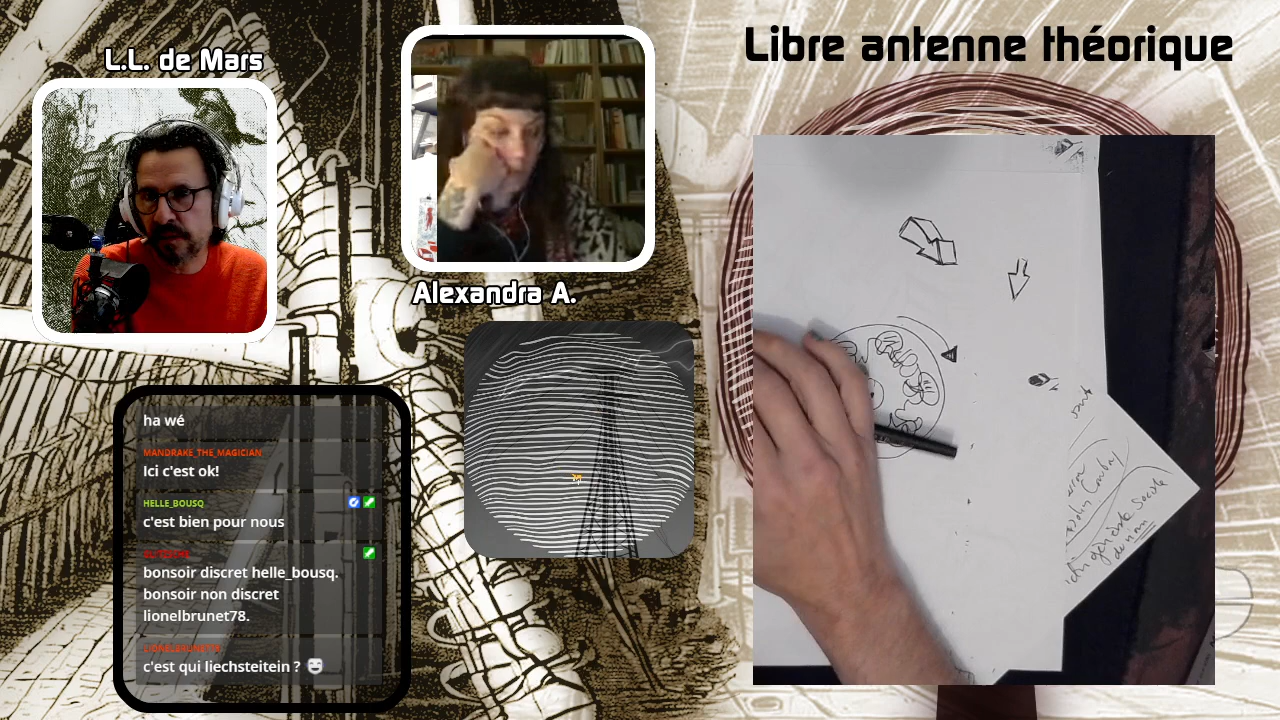 L.L. de Mars
Libre antenne théorique
Alexandra A.
ha wé
MANDRAKE_THE_MAGICIAN
Ici c'est ok!
HELLE_BOUSQ
c'est bien pour nous
bonsoir discret helle_bousq.
bonsoir non discret
lionelbrunet78.
LIONELBRUNET78
c'est qui liechsteitein ?